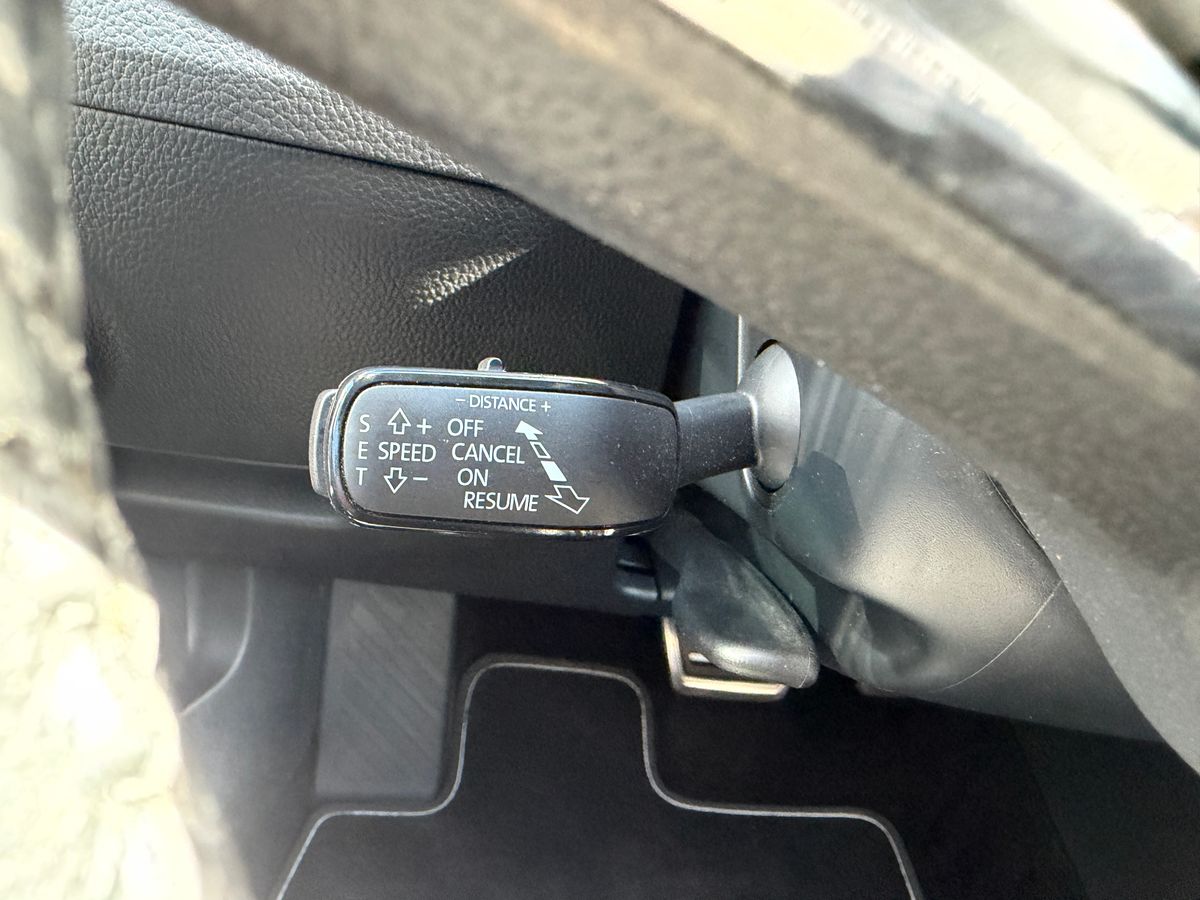 - DISTANCE +
S + OFF
E SPEED CANCEL
T - ON
RESUME